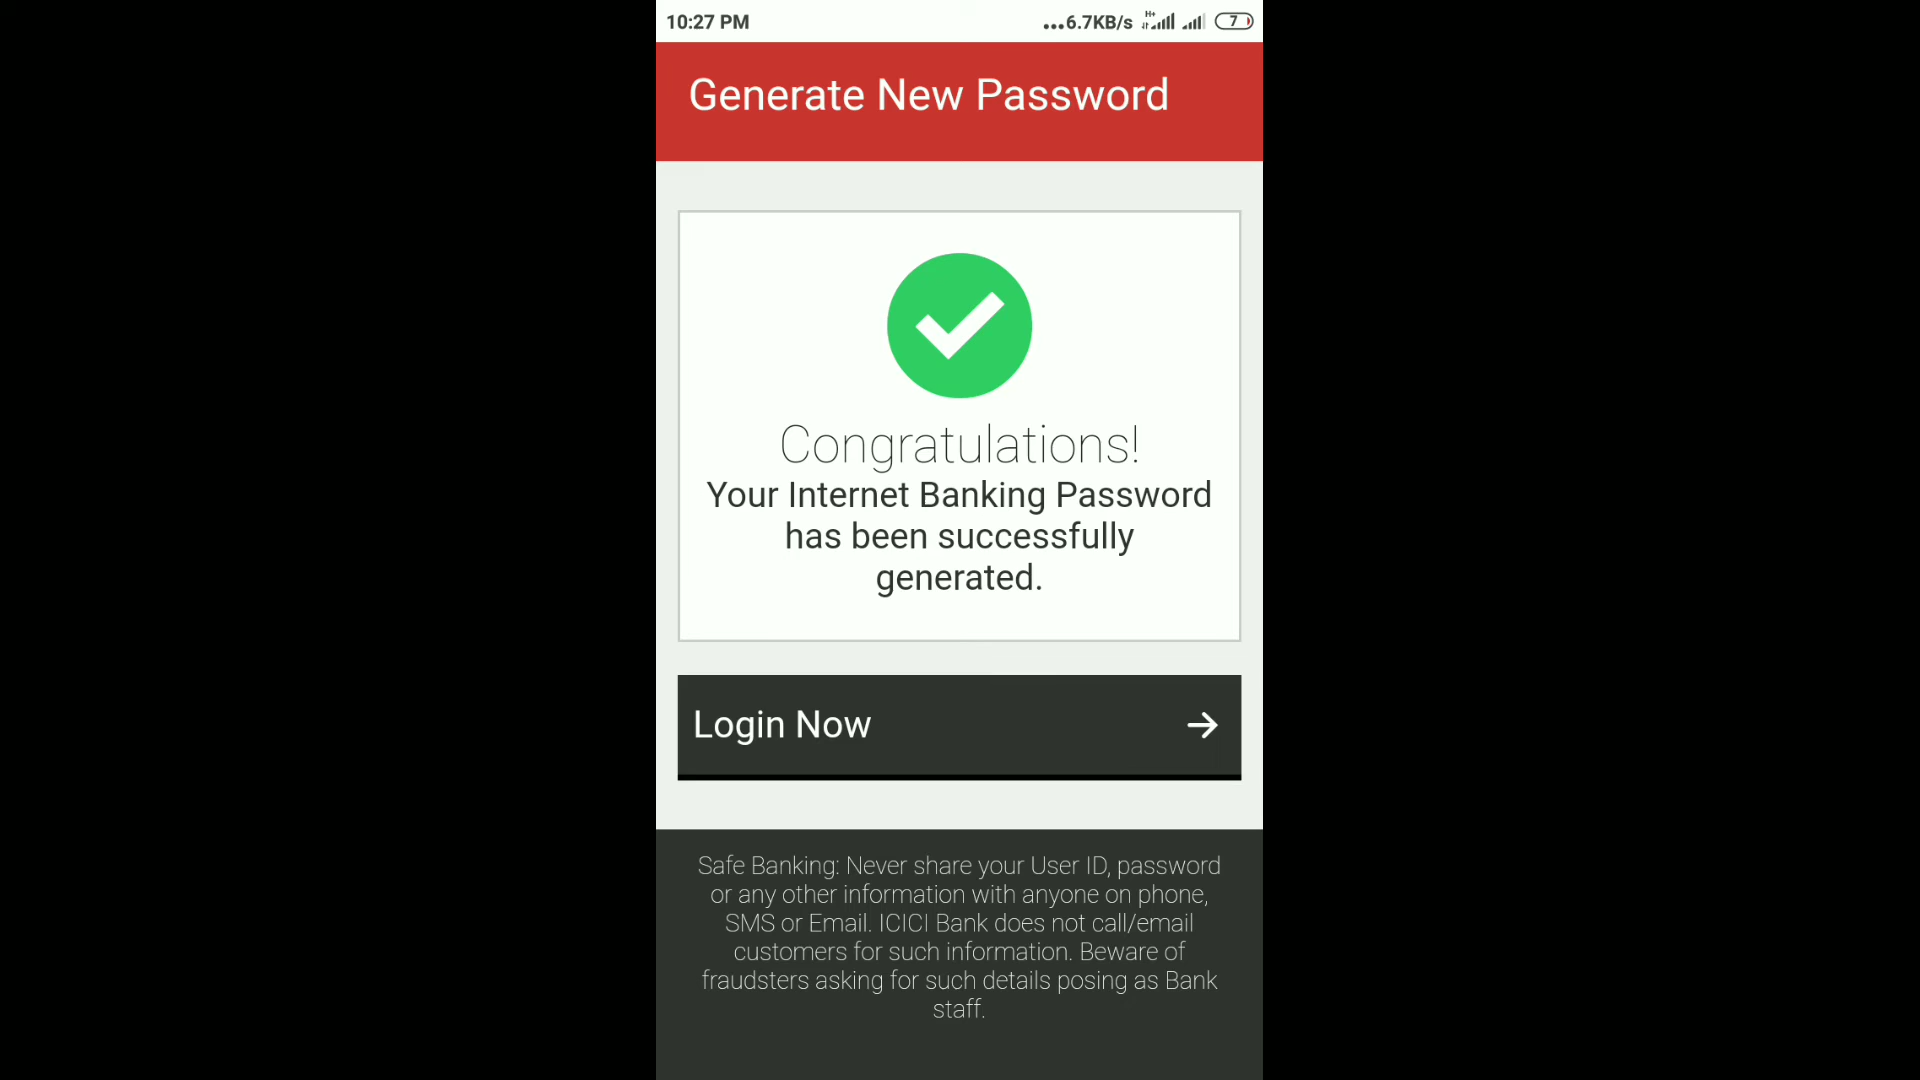 10:27 PM
...6.7KB/s H+ 7
Generate New Password
Congratulations!
Your Internet Banking Password
has been successfully
generated.
Login Now
Safe Banking: Never share your User ID, password
or any other information with anyone on phone,
SMS or Email. ICICI Bank does not call/email
customers for such information. Beware of
fraudsters asking for such details posing as Bank
staff.